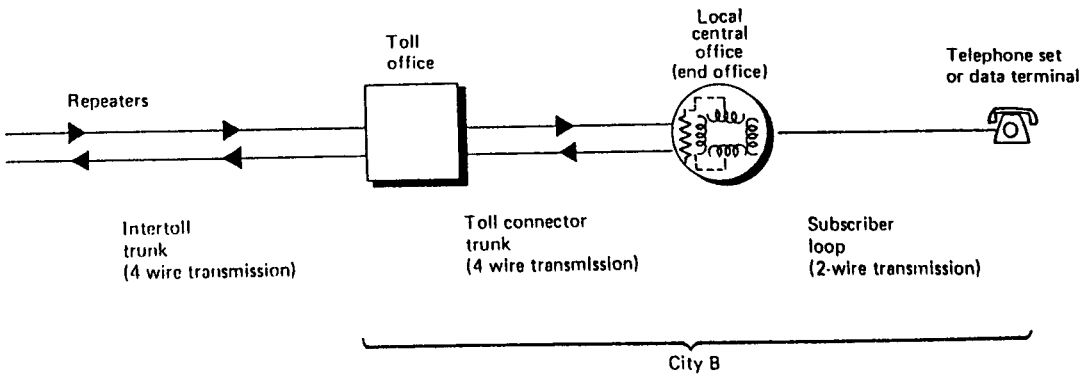 Local
central
office
(end office)
Toll
office
Telephone set
or data terminal
Repeaters
Intertoll
trunk
(4 wire transmission)
Toll connector
trunk
(4 wire transmission)
Subscriber
loop
(2-wire transmission)
City B